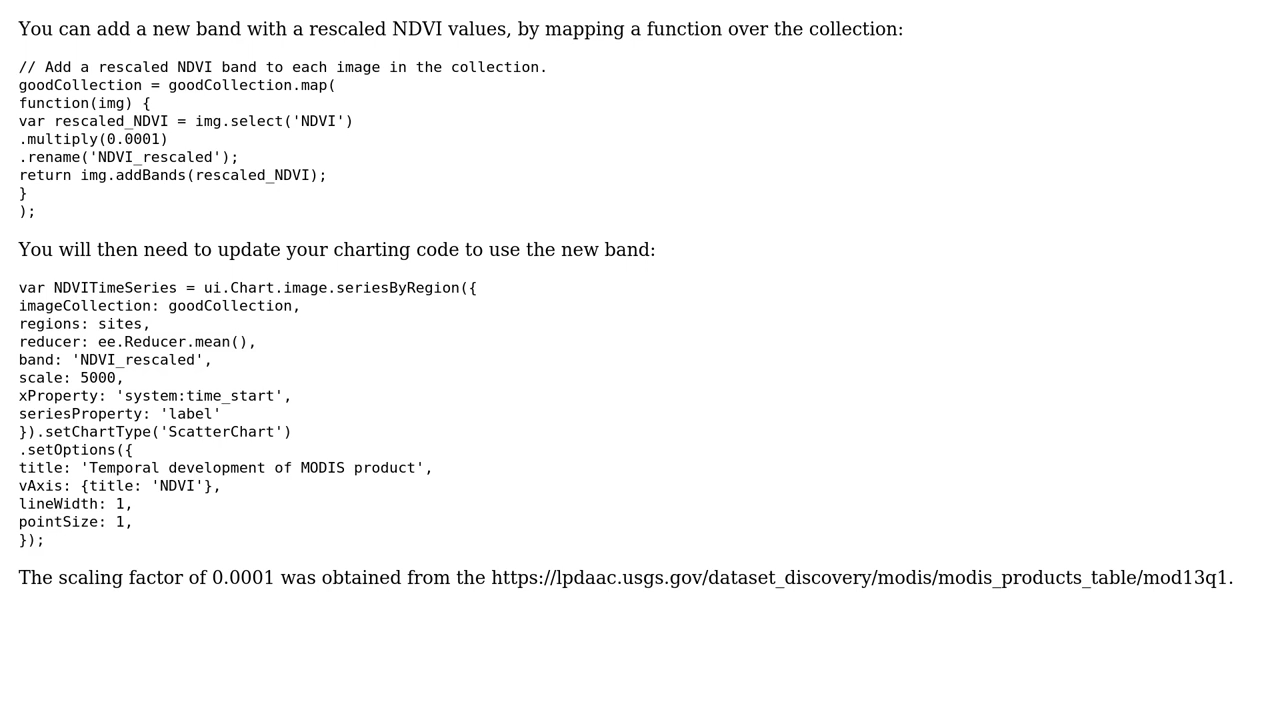 You can add a new band with a rescaled NDVI values, by mapping a function over the collection:
// Add a rescaled NDVI band to each image in the collection.
goodCollection = goodCollection.map(
function(img) {
var rescaled_NDVI = img.select('NDVI')
.multiply(0.0001)
.rename('NDVI_rescaled');
return img.addBands(rescaled_NDVI);
}
);
You will then need to update your charting code to use the new band:
var NDVITimeSeries = ui.Chart.image.seriesByRegion({
imageCollection: goodCollection,
regions: sites,
reducer: ee.Reducer.mean(),
band: 'NDVI_rescaled',
scale: 5000,
xProperty: 'system:time_start',
seriesProperty: 'label'
}).setChartType('ScatterChart')
.setOptions({
title: 'Temporal development of MODIS product',
vAxis: {title: 'NDVI'},
lineWidth: 1,
pointSize: 1,
});
The scaling factor of 0.0001 was obtained from the https://lpdaac.usgs.gov/dataset_discovery/modis/modis_products_table/mod13q1.